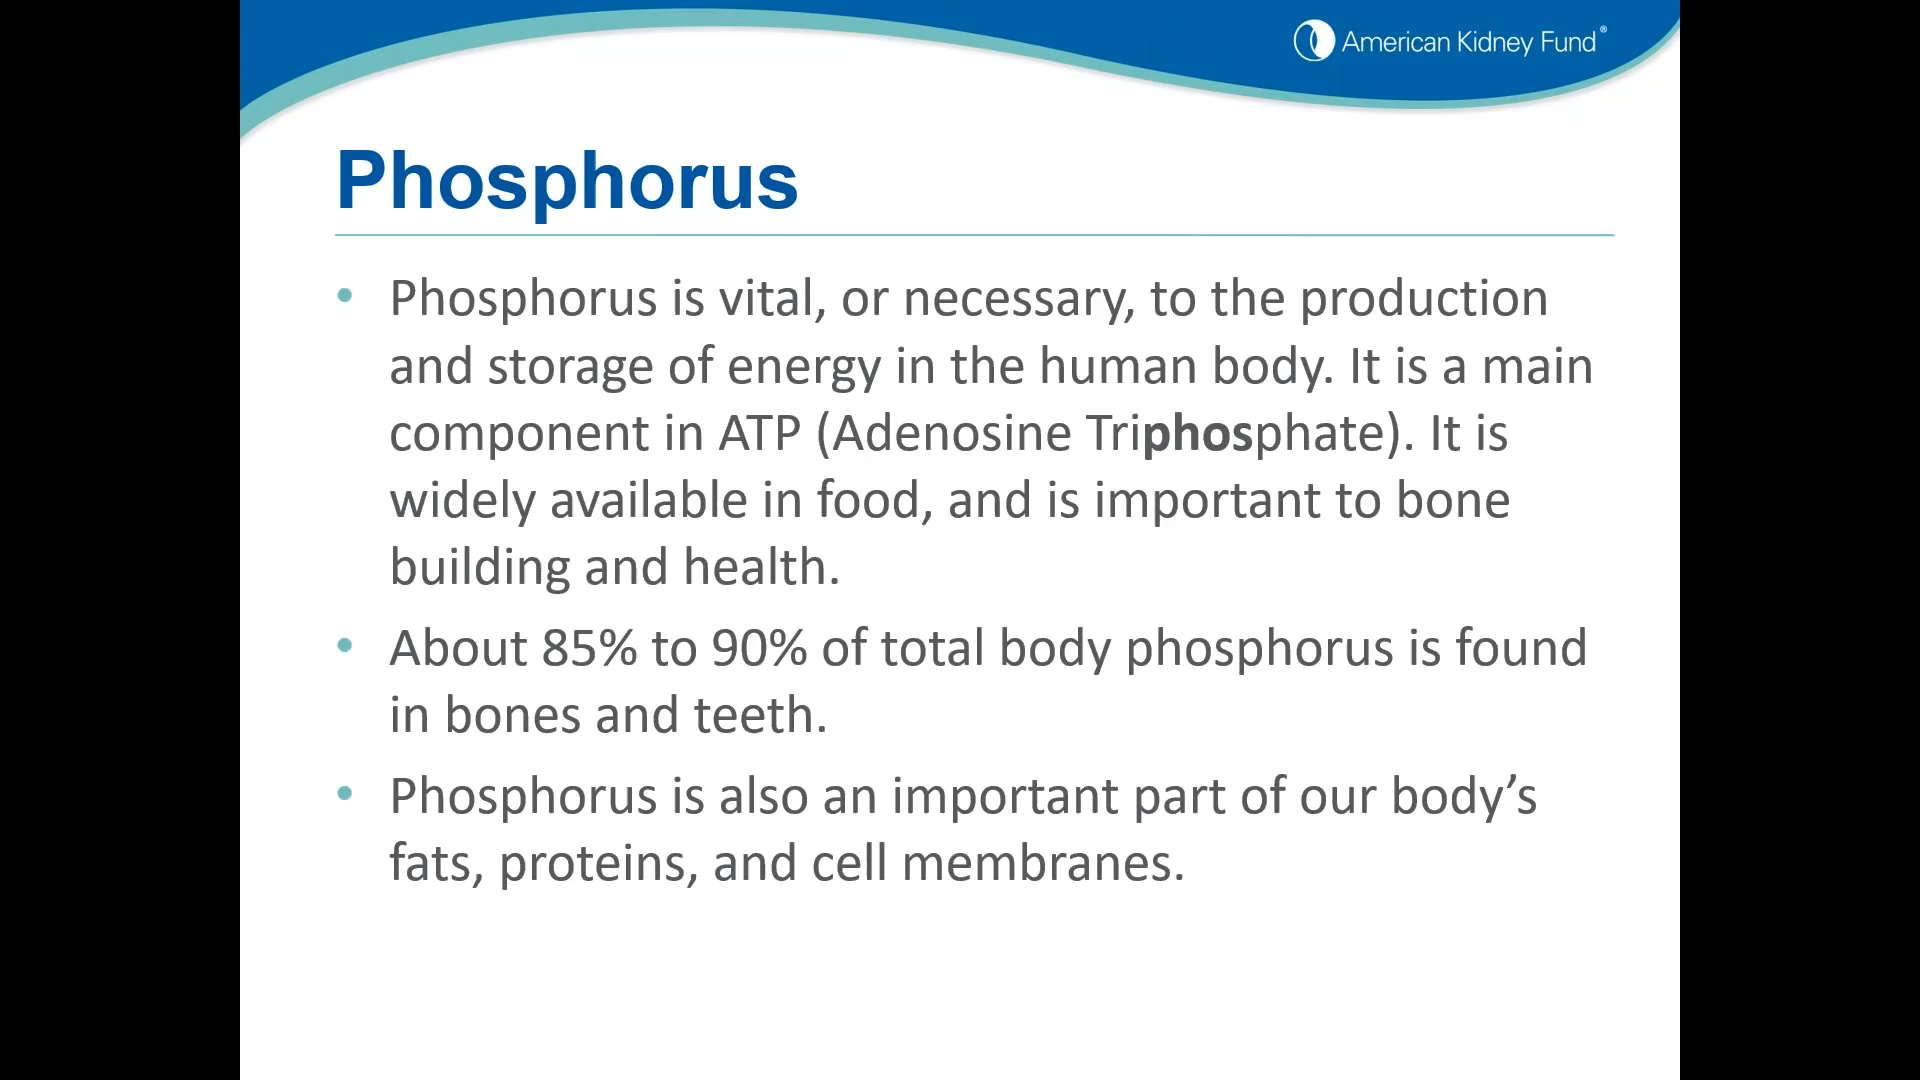 American Kidney Fund®
Phosphorus
• Phosphorus is vital, or necessary, to the production
and storage of energy in the human body. It is a main
component in ATP (Adenosine Triphosphate). It is
widely available in food, and is important to bone
building and health.
• About 85% to 90% of total body phosphorus is found
in bones and teeth.
• Phosphorus is also an important part of our body’s
fats, proteins, and cell membranes.